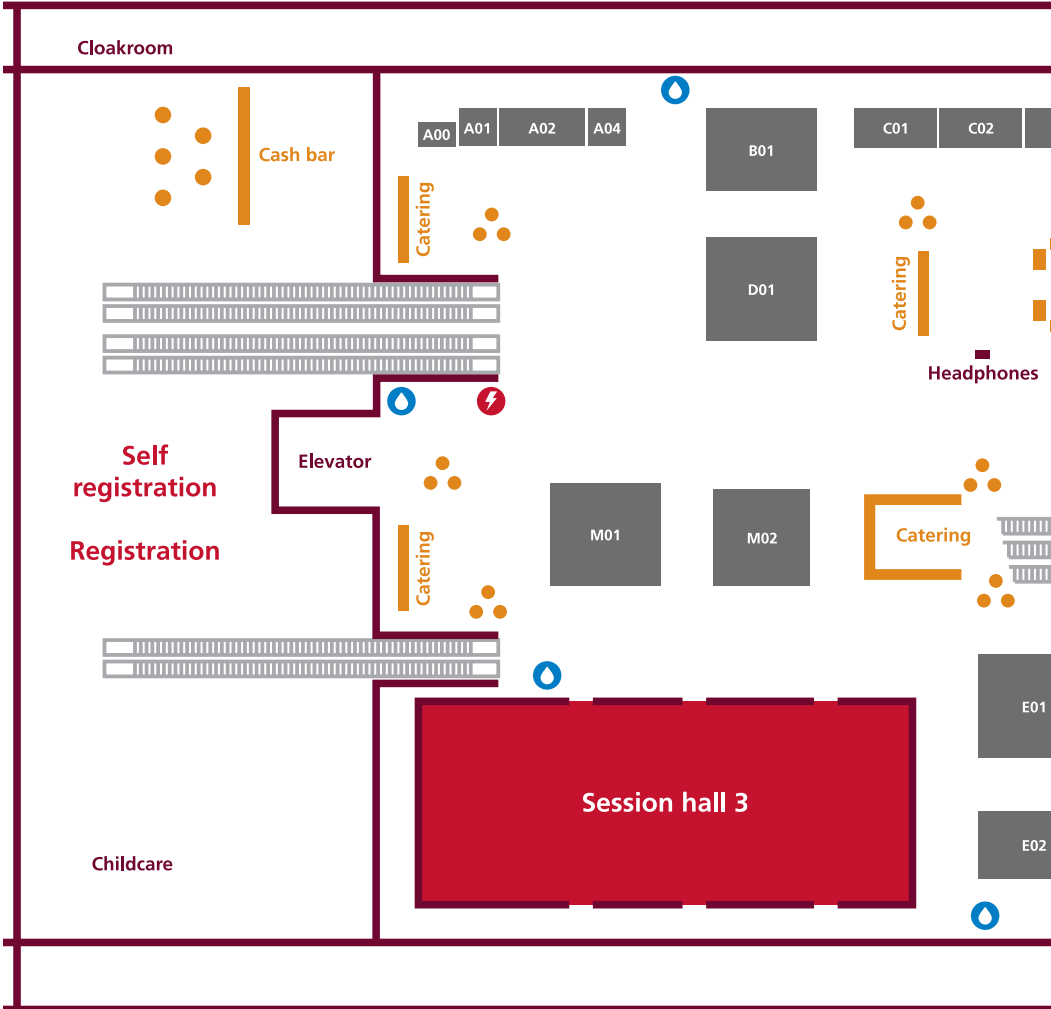 Cloakroom
Cash bar
A00
A01
A02
A04
B01
C01
C02
Catering
D01
Catering
Headphones
Self
registration
Elevator
Registration
Catering
M01
M02
Catering
E01
Session hall 3
E02
Childcare